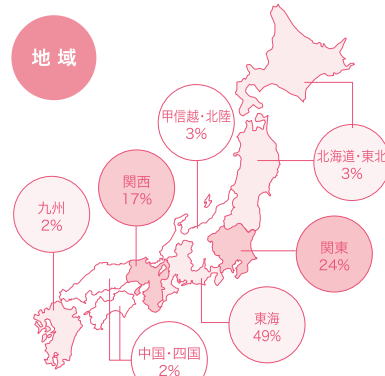 地域
甲信越・北陸
3%
北海道・東北
3%
関西
17%
九州
2%
関東
24%
東海
49%
中国・四国
2%